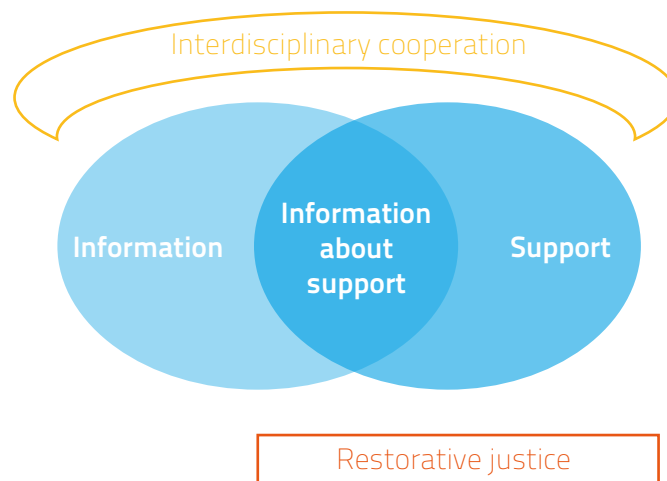 Interdisciplinary cooperation
Information
Information
about
support
Support
Restorative justice